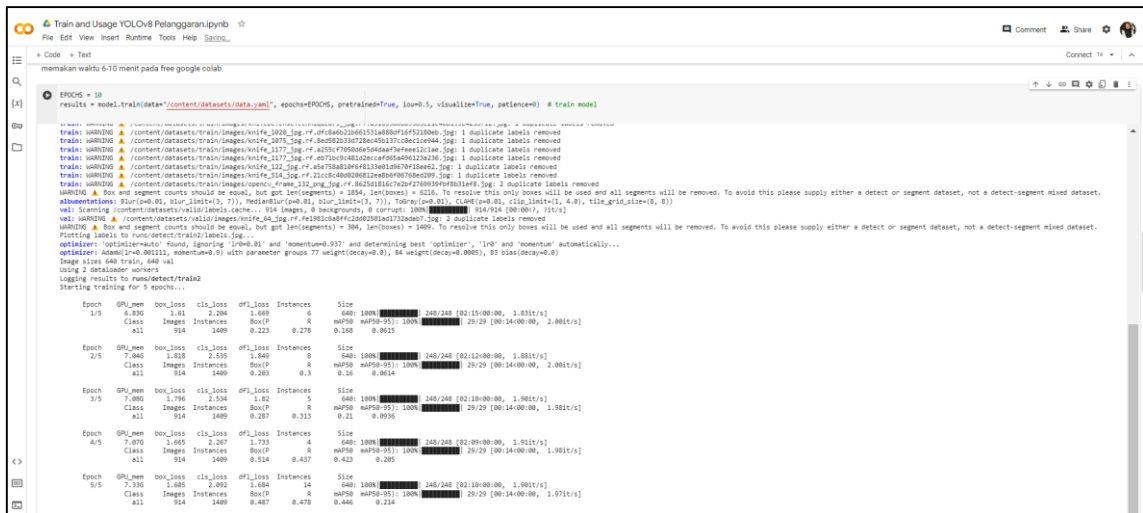 Train and Usage YOLOv8 Pelanggaran.ipynb
Comment Share
File Edit View Insert Runtime Tools Help Saving...
+ Code + Text
Connect T4
memakan waktu 6-10 menit pada free google colab.
EPOCHS = 10
results = model.train(data="/content/datasets/data.yaml", epochs=EPOCHS, pretrained=True, iou=0.5, visualize=True, patience=0) # train model
train: WARNING ⚠ /content/datasets/train/images/knife_1020_jpg.rf.dfc8a6b21b661531a888df16f52180eb.jpg: 1 duplicate labels removed
train: WARNING ⚠ /content/datasets/train/images/knife_1075_jpg.rf.8ed582b33d728ec45b137cc0ec1ce944.jpg: 1 duplicate labels removed
train: WARNING ⚠ /content/datasets/train/images/knife_1177_jpg.rf.a255cf7058d6e5d4daaf3efeee12c1ae.jpg: 1 duplicate labels removed
train: WARNING ⚠ /content/datasets/train/images/knife_1177_jpg.rf.eb71bc9c481d2eccafd65a496123a236.jpg: 1 duplicate labels removed
train: WARNING ⚠ /content/datasets/train/images/knife_122_jpg.rf.a5e758a810f6f8133e01d9670f18ee62.jpg: 1 duplicate labels removed
train: WARNING ⚠ /content/datasets/train/images/knife_514_jpg.rf.21cc8c40d020612ea8b6f06768ed209.jpg: 1 duplicate labels removed
train: WARNING ⚠ /content/datasets/train/images/opencv_frame_132_png_jpg.rf.8625d1816c7e2bf2769939fbf8b31ef8.jpg: 2 duplicate labels removed
WARNING ⚠ Box and segment counts should be equal, but got len(segments) = 1854, len(boxes) = 6216. To resolve this only boxes will be used and all segments will be removed. To avoid this please supply either a detect or segment dataset, not a detect-segment mixed dataset.
albumentations: Blur(p=0.01, blur_limit=(3, 7)), MedianBlur(p=0.01, blur_limit=(3, 7)), ToGray(p=0.01), CLAHE(p=0.01, clip_limit=(1, 4.0), tile_grid_size=(8, 8))
val: Scanning /content/datasets/valid/labels.cache... 914 images, 0 backgrounds, 0 corrupt: 100% 914/914 [00:00<?, ?it/s]
val: WARNING ⚠ /content/datasets/valid/images/knife_64_jpg.rf.fe1981c6a8ffc2dd02501ad1732adab7.jpg: 2 duplicate labels removed
WARNING ⚠ Box and segment counts should be equal, but got len(segments) = 304, len(boxes) = 1409. To resolve this only boxes will be used and all segments will be removed. To avoid this please supply either a detect or segment dataset, not a detect-segment mixed dataset.
Plotting labels to runs/detect/train2/labels.jpg...
optimizer: 'optimizer=auto' found, ignoring 'lr0=0.01' and 'momentum=0.937' and determining best 'optimizer', 'lr0' and 'momentum' automatically...
optimizer: AdamW(lr=0.001111, momentum=0.9) with parameter groups 77 weight(decay=0.0), 84 weight(decay=0.0005), 83 bias(decay=0.0)
Image sizes 640 train, 640 val
Using 2 dataloader workers
Logging results to runs/detect/train2
Starting training for 5 epochs...
Epoch GPU_mem box_loss cls_loss dfl_loss Instances Size
1/5 6.83G 1.61 2.204 1.669 6 640: 100% 248/248 [02:15<00:00, 1.83it/s]
Class Images Instances Box(P R mAP50 mAP50-95): 100% 29/29 [00:14<00:00, 2.00it/s]
all 914 1409 0.223 0.278 0.168 0.0615
Epoch GPU_mem box_loss cls_loss dfl_loss Instances Size
2/5 7.04G 1.818 2.535 1.849 8 640: 100% 248/248 [02:12<00:00, 1.88it/s]
Class Images Instances Box(P R mAP50 mAP50-95): 100% 29/29 [00:14<00:00, 2.00it/s]
all 914 1409 0.203 0.3 0.16 0.0614
Epoch GPU_mem box_loss cls_loss dfl_loss Instances Size
3/5 7.08G 1.796 2.534 1.82 5 640: 100% 248/248 [02:10<00:00, 1.90it/s]
Class Images Instances Box(P R mAP50 mAP50-95): 100% 29/29 [00:14<00:00, 1.98it/s]
all 914 1409 0.287 0.313 0.21 0.0936
Epoch GPU_mem box_loss cls_loss dfl_loss Instances Size
4/5 7.07G 1.665 2.267 1.733 4 640: 100% 248/248 [02:09<00:00, 1.91it/s]
Class Images Instances Box(P R mAP50 mAP50-95): 100% 29/29 [00:14<00:00, 1.98it/s]
all 914 1409 0.514 0.437 0.423 0.205
Epoch GPU_mem box_loss cls_loss dfl_loss Instances Size
5/5 7.33G 1.605 2.092 1.684 14 640: 100% 248/248 [02:10<00:00, 1.90it/s]
Class Images Instances Box(P R mAP50 mAP50-95): 100% 29/29 [00:14<00:00, 1.97it/s]
all 914 1409 0.487 0.478 0.446 0.214